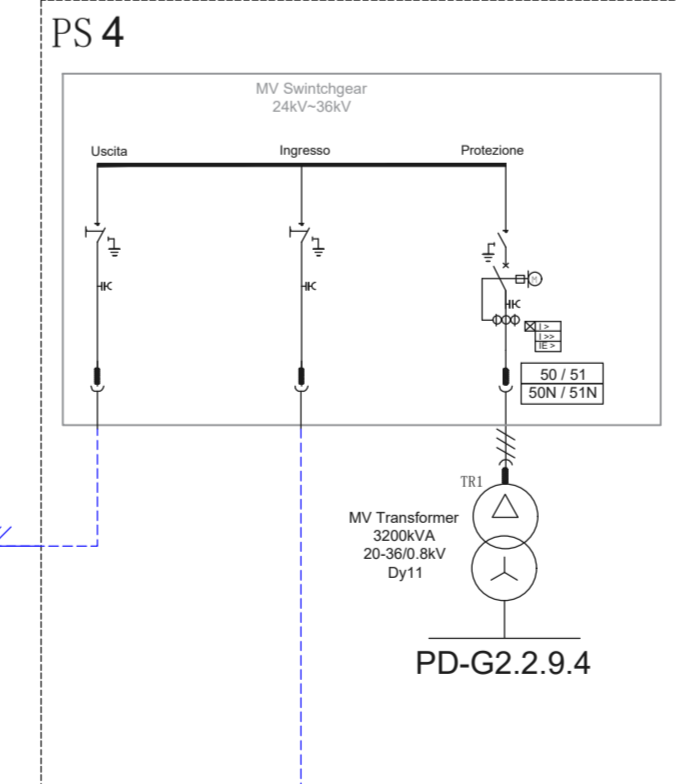 PS 4
MV Swintchgear
24kV~36kV
Uscita
Ingresso
Protezione
M
I >
I >>
IE >
50 / 51
50N / 51N
TR1
MV Transformer
3200kVA
20-36/0.8kV
Dy11
PD-G2.2.9.4